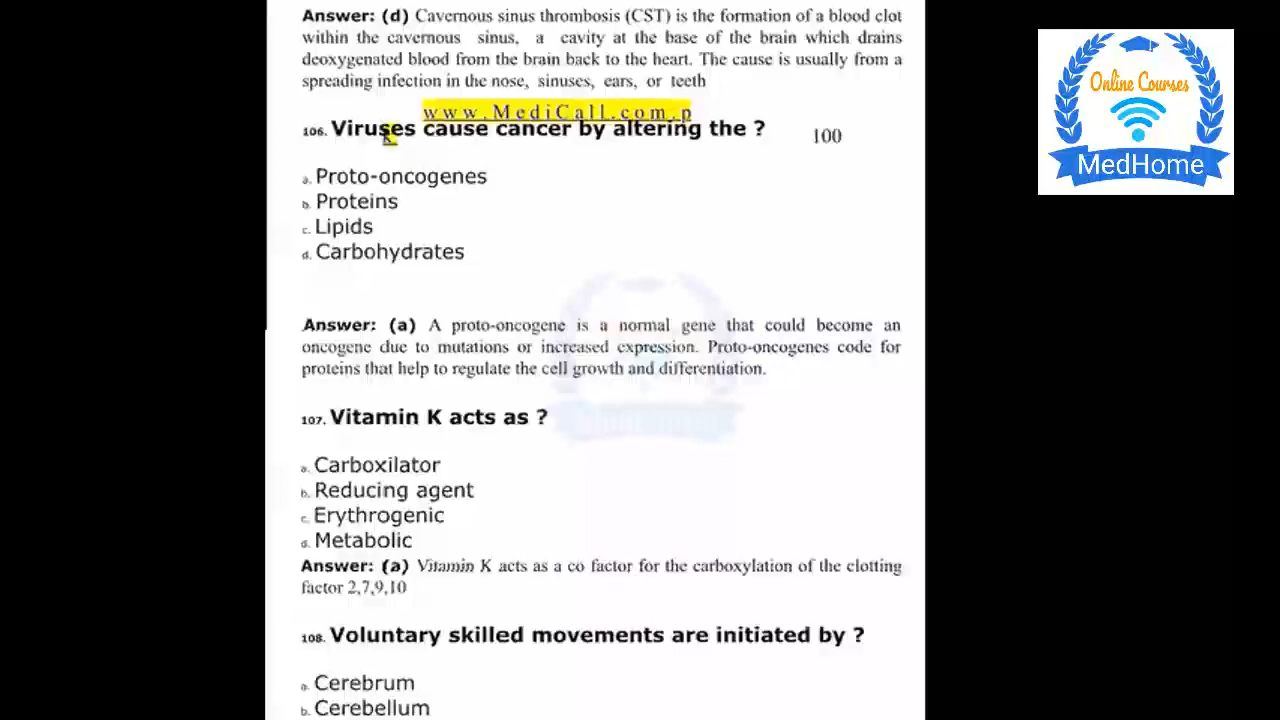 Answer: (d) Cavernous sinus thrombosis (CST) is the formation of a blood clot
within the cavernous sinus, a cavity at the base of the brain which drains
deoxygenated blood from the brain back to the heart. The cause is usually from a
spreading infection in the nose, sinuses, ears, or teeth
www.MediCall.com.p
k
106. Viruses cause cancer by altering the ?
100
a. Proto-oncogenes
b. Proteins
c. Lipids
d. Carbohydrates
Answer: (a) A proto-oncogene is a normal gene that could become an
oncogene due to mutations or increased expression. Proto-oncogenes code for
proteins that help to regulate the cell growth and differentiation.
107. Vitamin K acts as ?
a. Carboxilator
b. Reducing agent
c. Erythrogenic
d. Metabolic
Answer: (a) Vitamin K acts as a co factor for the carboxylation of the clotting
factor 2,7,9,10
108. Voluntary skilled movements are initiated by ?
a. Cerebrum
b. Cerebellum
Online Courses
MedHome